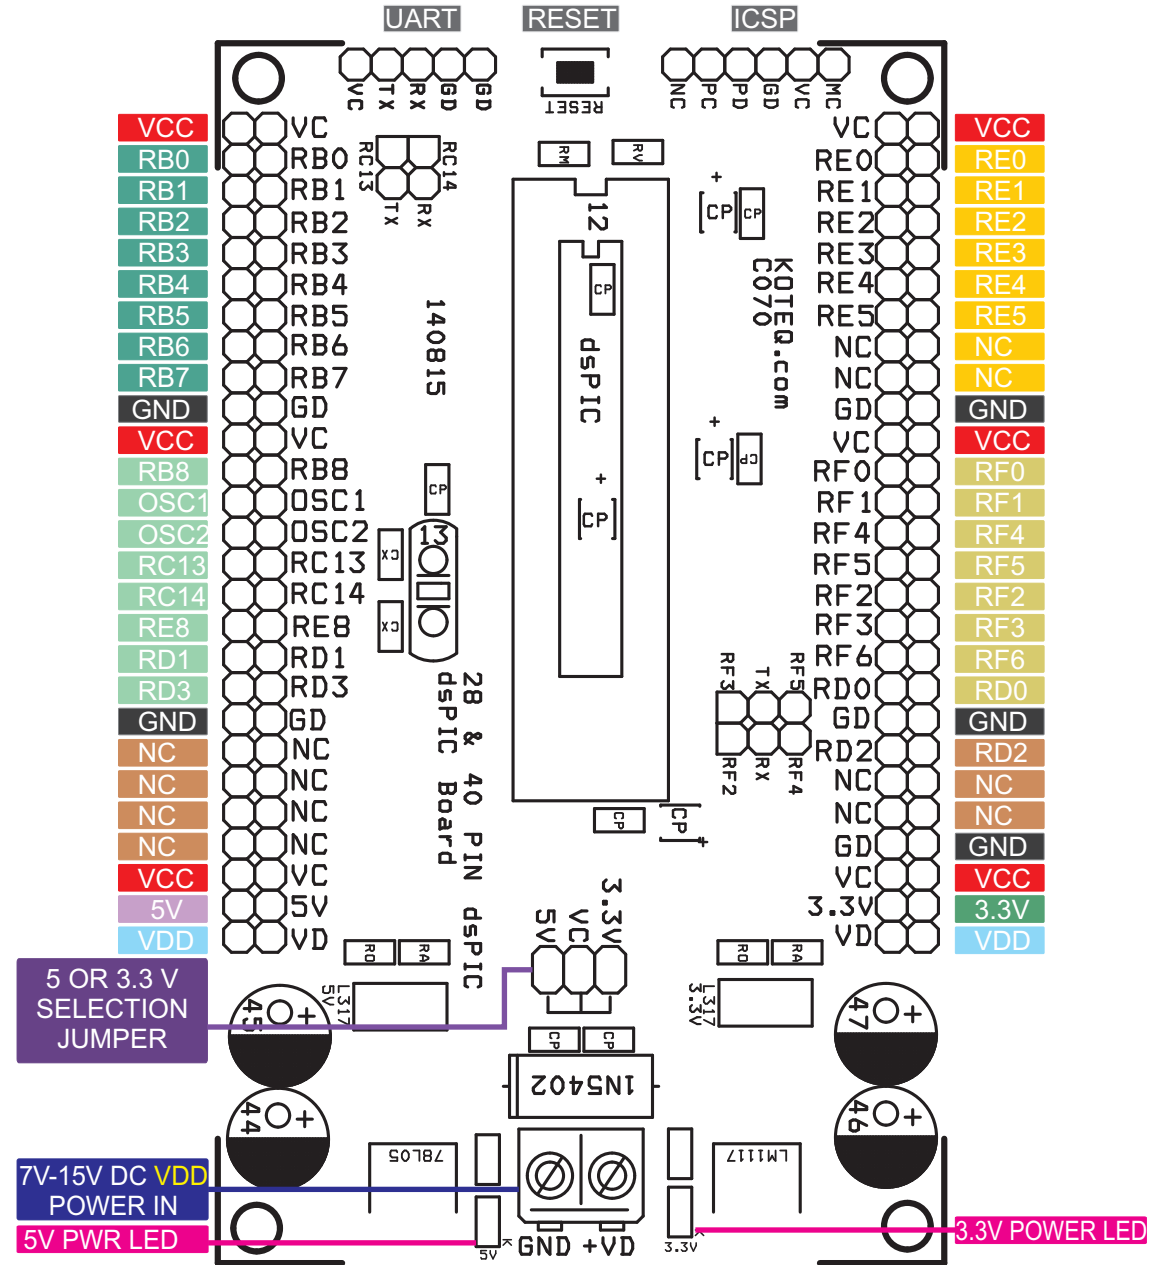 UART
RESET
ICSP
VC TX RX GD GD
RESET
NC PC PD GD VC MC
VCC VC
RB0 RB0
RB1 RB1
RB2 RB2
RB3 RB3
RB4 RB4
RB5 RB5
RB6 RB6
RB7 RB7
GND GD
VCC VC
RB8 RB8
OSC1 OSC1
OSC2 OSC2
RC13 RC13
RC14 RC14
RE8 RE8
RD1 RD1
RD3 RD3
GND GD
NC NC
NC NC
NC NC
NC NC
VCC VC
5V 5V
VDD VD
RC13 RC14
TX RX
140815
CP
13
CX
CX
28 & 40 PIN dsPIC
dsPIC Board
RM
RV
12
CP
dsPIC
+
CP
+
CP CP
KOTEQ.com
C070
+
CP CP
RF3 TX RF5
RF2 RX RF4
CP
CP
+
VC VCC
RE0 RE0
RE1 RE1
RE2 RE2
RE3 RE3
RE4 RE4
RE5 RE5
NC NC
NC NC
GD GND
VC VCC
RF0 RF0
RF1 RF1
RF4 RF4
RF5 RF5
RF2 RF2
RF3 RF3
RF6 RF6
RD0 RD0
GD GND
RD2 RD2
NC NC
NC NC
GD GND
VC VCC
3.3V 3.3V
VD VDD
5V VC 3.3V
RO RA
RO RA
5 OR 3.3 V
SELECTION
JUMPER
L317
5V
L317
3.3V
45 +
47 +
CP CP
1N5402
44 +
46 +
78L05
LM1117
7V-15V DC VDD
POWER IN
5V PWR LED
K
5V
GND +VD
K
3.3V
3.3V POWER LED